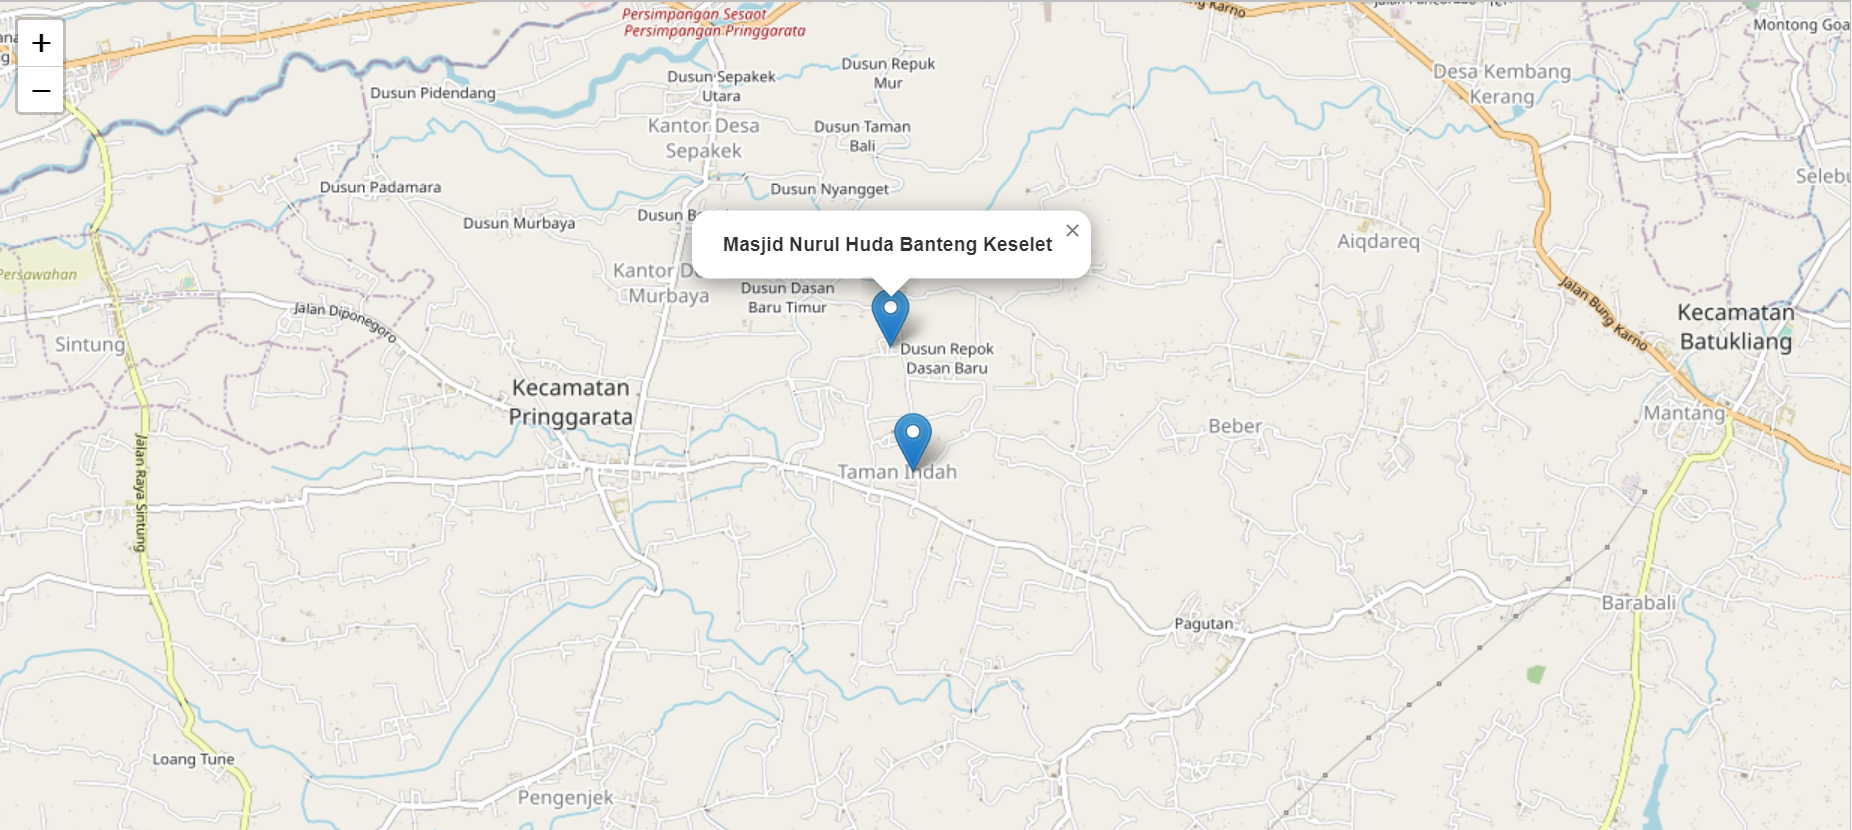 ng Karno
Persimpangan Sesaot
Persimpangan Pringgarata
Montong Goa
+
−
Dusun Repuk
Mur
Desa Kembang
Kerang
Dusun Sepakek
Utara
Dusun Pidendang
Kantor Desa
Sepakek
Dusun Taman
Bali
Dusun Padamara
Dusun Nyangget
Selebu
Dusun Murbaya
Dusun B
Masjid Nurul Huda Banteng Keselet
×
Aiqdareq
Persawahan
Kantor De
Murbaya
Dusun Dasan
Baru Timur
Jalan Diponegoro
Jalan Bung Karno
Kecamatan
Batukliang
Sintung
Dusun Repok
Dasan Baru
Kecamatan
Pringgarata
Mantang
Beber
Jalan Raya Sintung
Taman Indah
Barabali
Pagutan
Loang Tune
Pengenjek